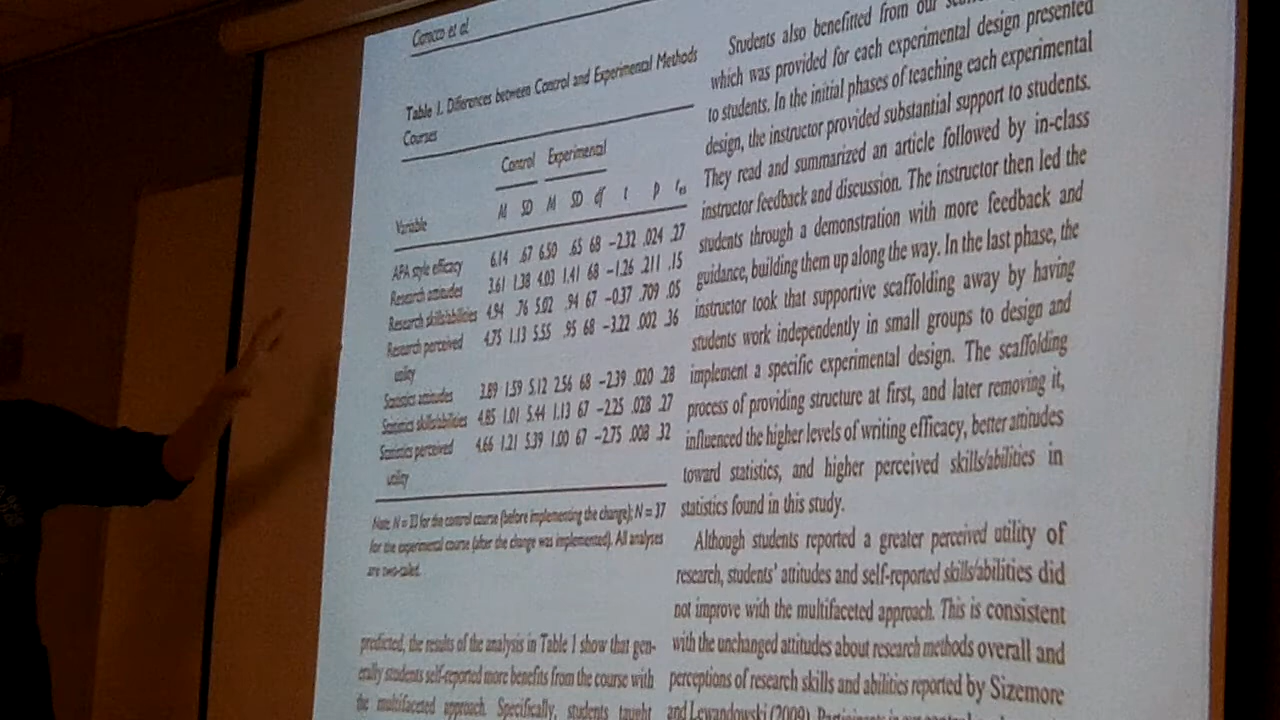 Ciarocco et al.
Table 1. Differences between Control and Experimental Methods
Courses
Control Experimental
Variable M SD M SD df t p r
APA style efficacy 6.14 .67 6.50 .65 68 −2.32 .024 .27
Research attitudes 3.61 1.38 4.03 1.41 68 −1.26 .211 .15
Research skills/abilities 4.94 .76 5.02 .94 67 −0.37 .709 .05
Research perceived 4.75 1.13 5.55 .95 68 −3.22 .002 .36
utility
Statistics attitudes 3.89 1.59 5.12 2.56 68 −2.39 .020 .28
Statistics skills/abilities 4.85 1.01 5.44 1.13 67 −2.25 .028 .27
Statistics perceived 4.66 1.21 5.39 1.00 67 −2.75 .008 .32
utility
Note. N = 33 for the control course (before implementing the change); N = 37
for the experimental course (after the change was implemented). All analyses
are two-tailed.
predicted, the results of the analysis in Table 1 show that gen-
erally students self-reported more benefits from the course with
the multifaceted approach. Specifically, students taught
Students also benefitted from our
which was provided for each experimental design presented
to students. In the initial phases of teaching each experimental
design, the instructor provided substantial support to students.
They read and summarized an article followed by in-class
instructor feedback and discussion. The instructor then led the
students through a demonstration with more feedback and
guidance, building them up along the way. In the last phase, the
instructor took that supportive scaffolding away by having
students work independently in small groups to design and
implement a specific experimental design. The scaffolding
process of providing structure at first, and later removing it,
influenced the higher levels of writing efficacy, better attitudes
toward statistics, and higher perceived skills/abilities in
statistics found in this study.
Although students reported a greater perceived utility of
research, students' attitudes and self-reported skills/abilities did
not improve with the multifaceted approach. This is consistent
with the unchanged attitudes about research methods overall and
perceptions of research skills and abilities reported by Sizemore
and Lewandowski (2009).